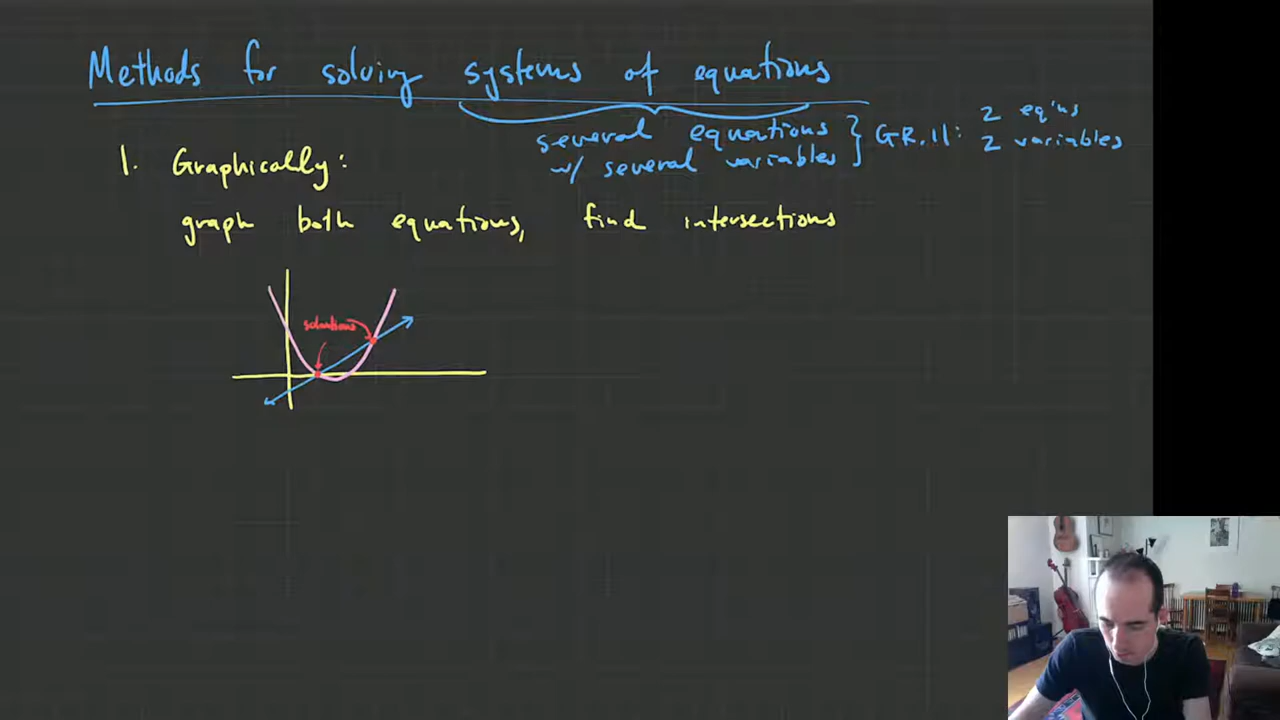 Methods for solving systems of equations
several equations
w/ several variables
GR.11: 2 eq'ns
2 variables
1. Graphically:
graph both equations, find intersections
solutions